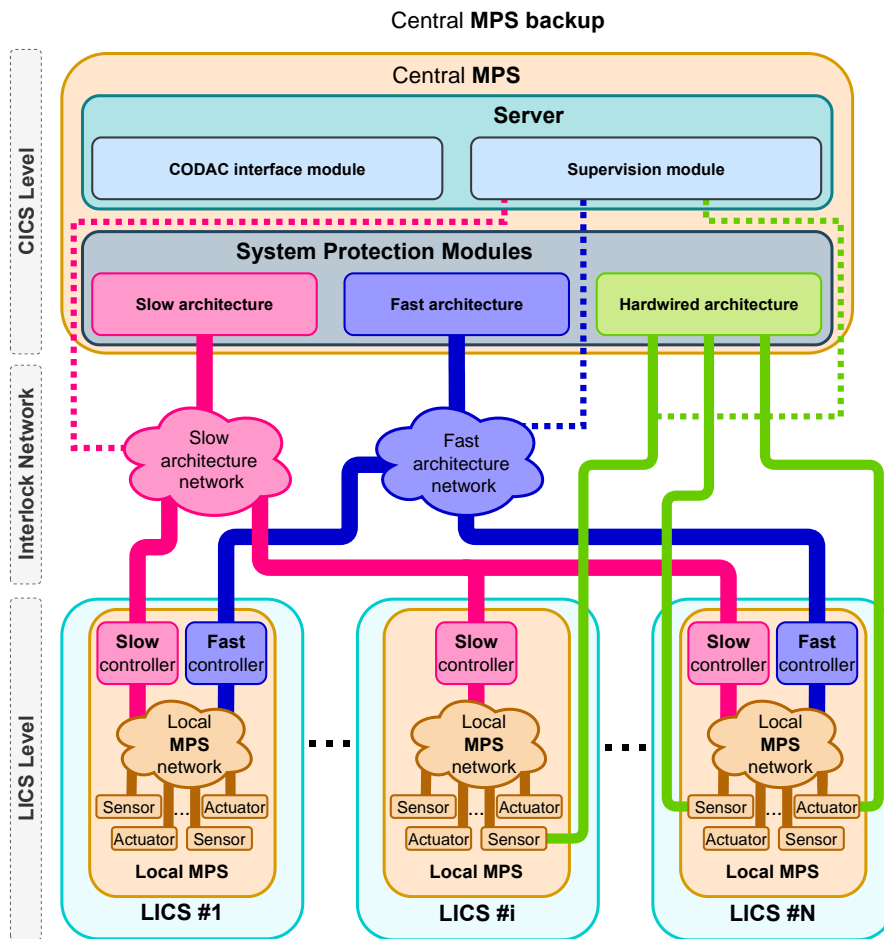 Central MPS backup
CICS Level
Central MPS
Server
CODAC interface module
Supervision module
System Protection Modules
Slow architecture
Fast architecture
Hardwired architecture
Interlock Network
Slow
architecture
network
Fast
architecture
network
LICS Level
Slow
controller
Fast
controller
Local
MPS
network
Sensor
Actuator
...
Actuator
Sensor
Local MPS
LICS #1
Slow
controller
Local
MPS
network
Sensor
Actuator
...
Actuator
Sensor
Local MPS
LICS #i
Slow
controller
Fast
controller
Local
MPS
network
Sensor
Actuator
...
Actuator
Sensor
Local MPS
LICS #N